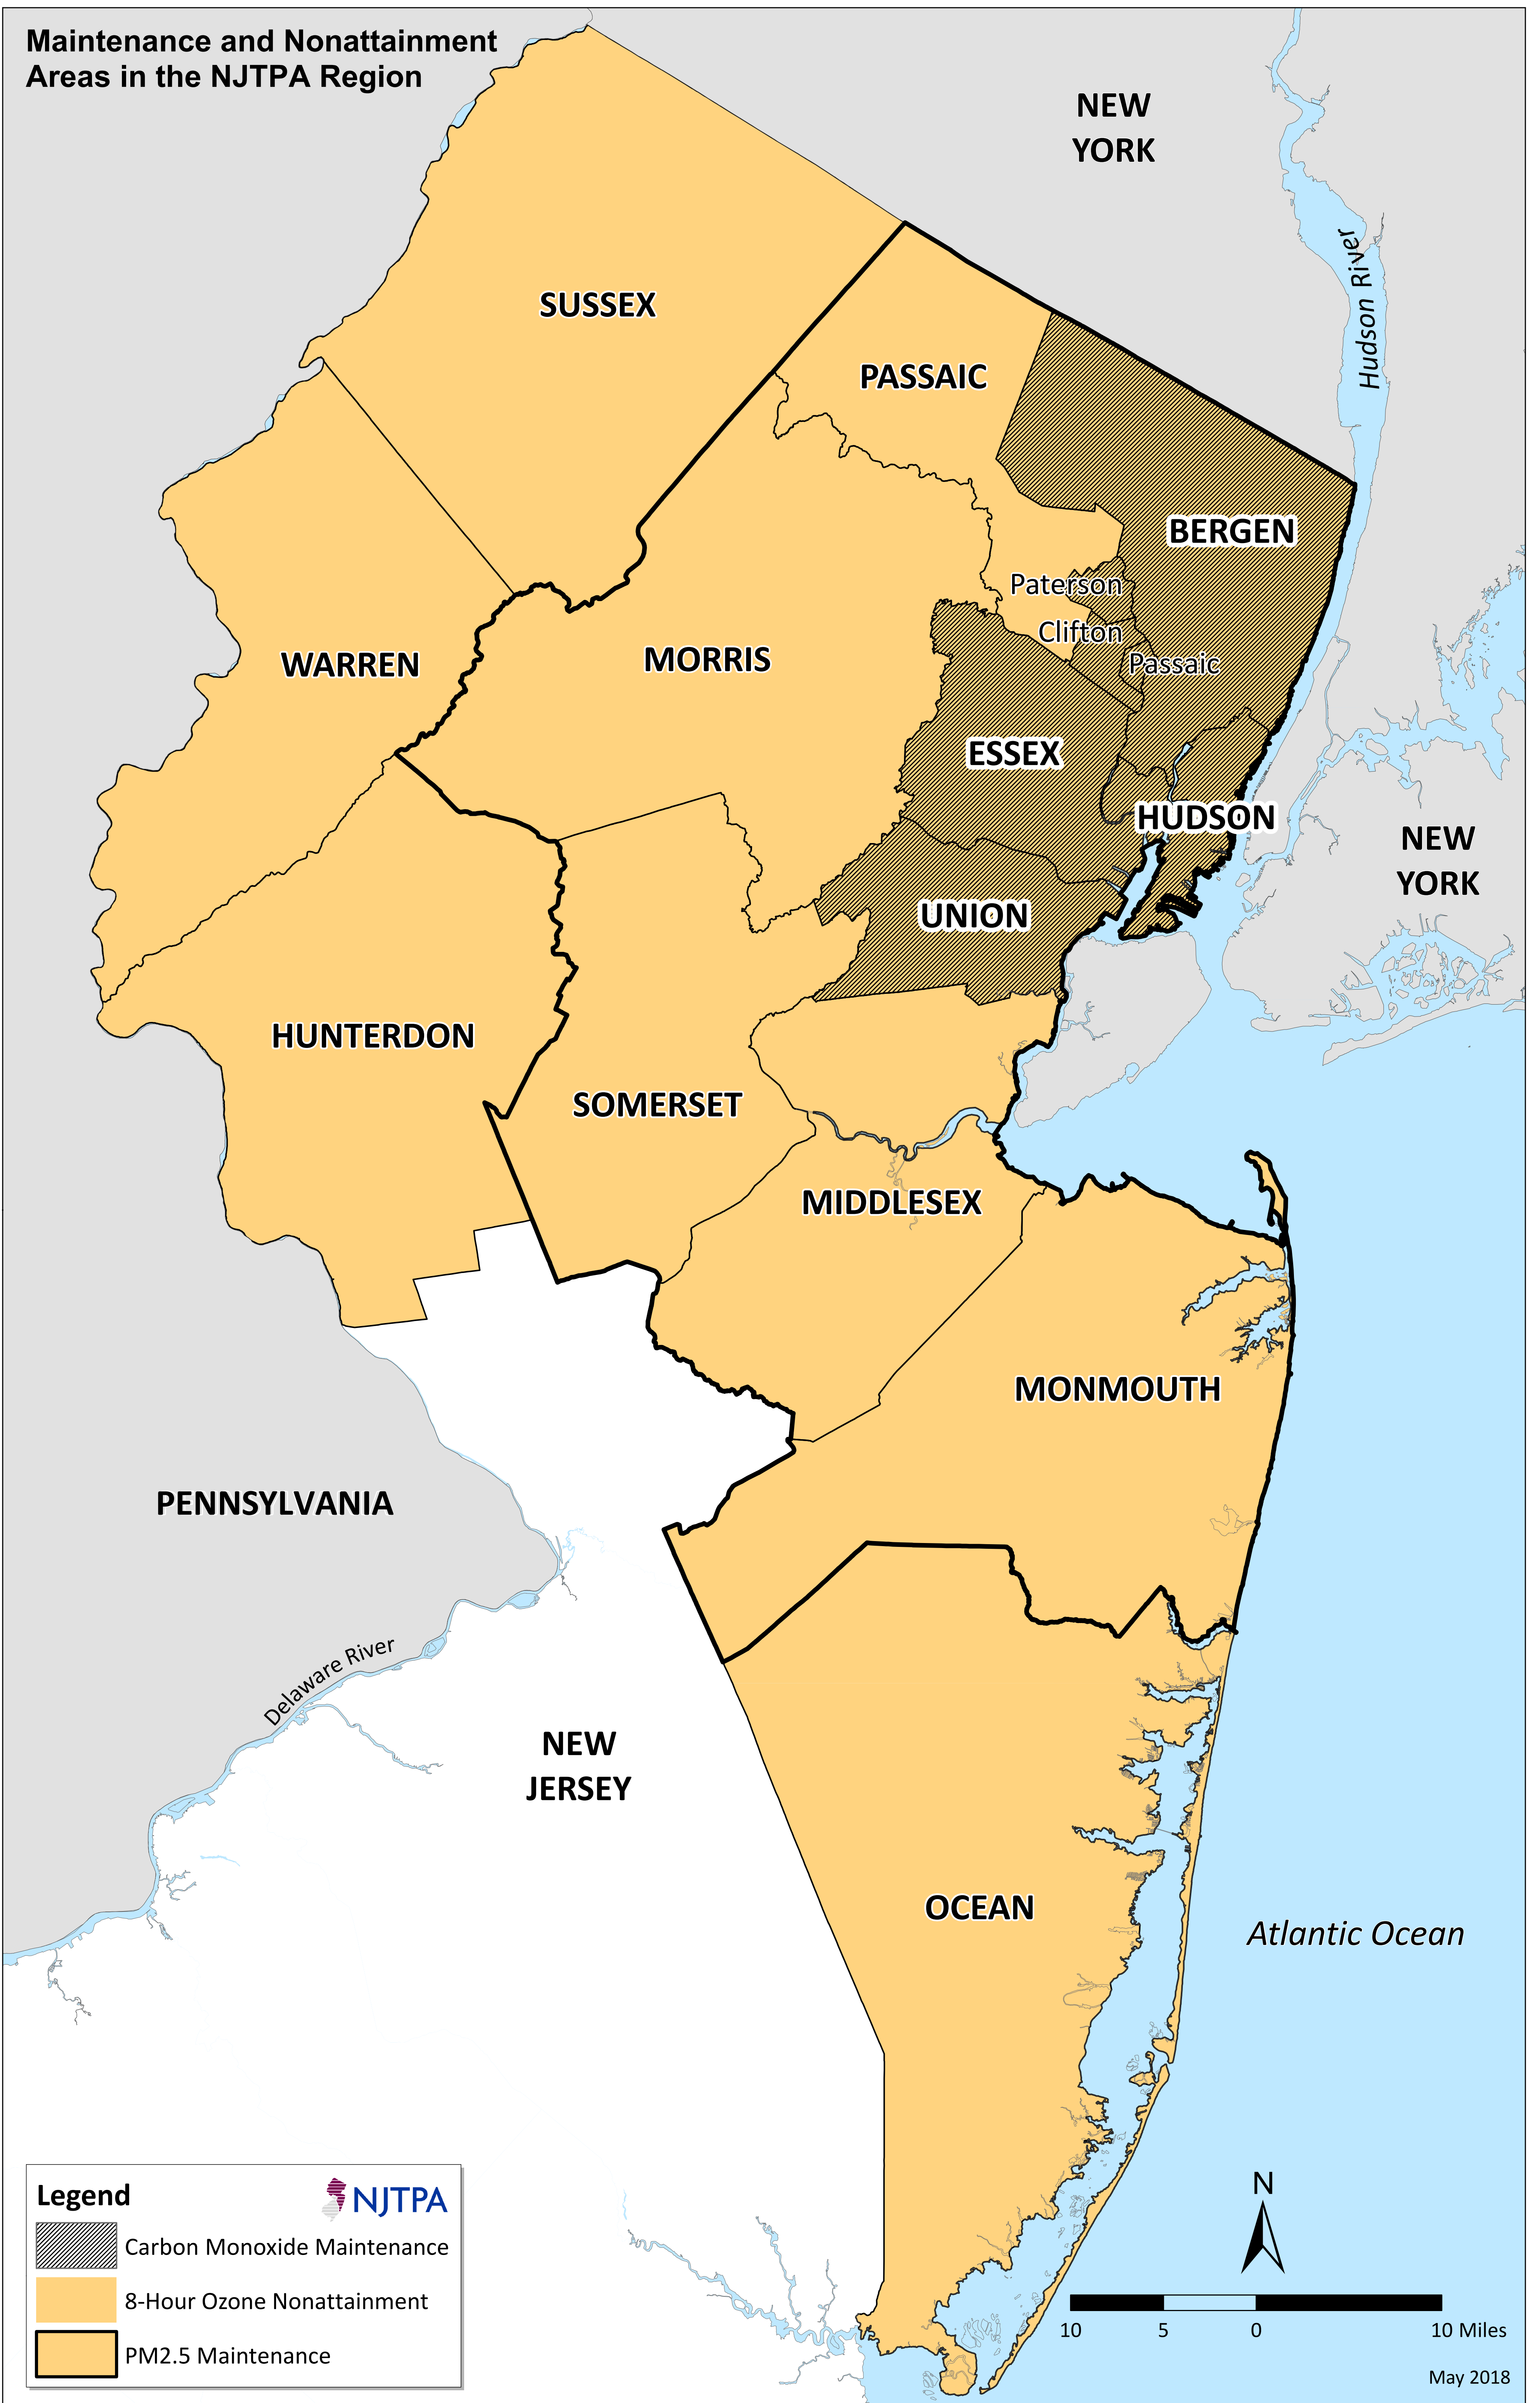 Maintenance and Nonattainment
Areas in the NJTPA Region
NEW
YORK
Hudson River
SUSSEX
PASSAIC
BERGEN
Paterson
Clifton
Passaic
WARREN
MORRIS
ESSEX
HUDSON
NEW
YORK
UNION
HUNTERDON
SOMERSET
MIDDLESEX
MONMOUTH
PENNSYLVANIA
Delaware River
NEW
JERSEY
OCEAN
Atlantic Ocean
Legend
NJTPA
Carbon Monoxide Maintenance
8-Hour Ozone Nonattainment
PM2.5 Maintenance
N
10 5 0 10 Miles
May 2018